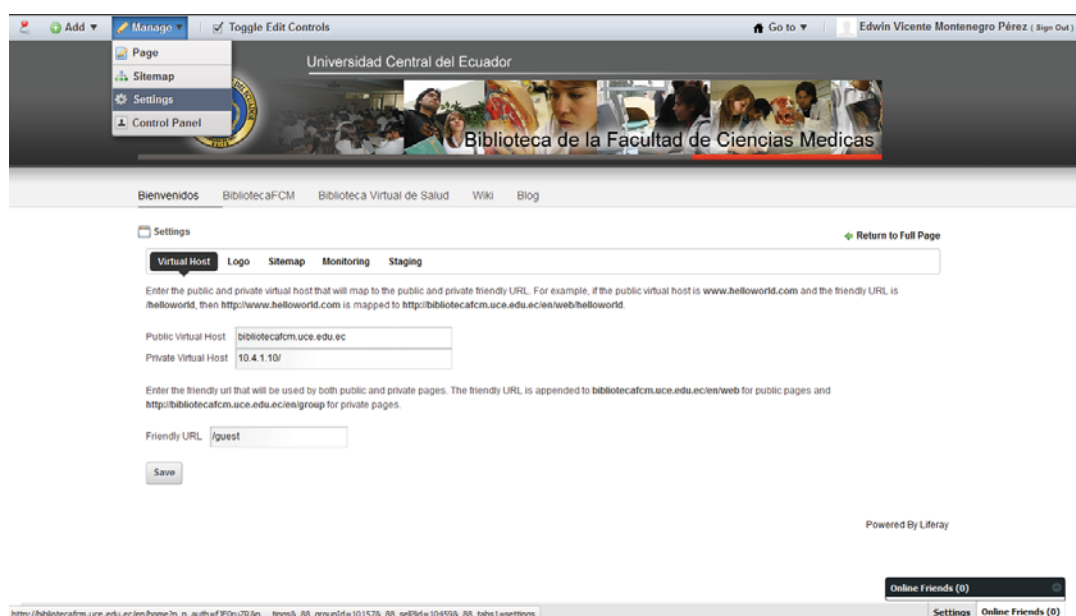 Add ▼ Manage ▼ Toggle Edit Controls Go to ▼ Edwin Vicente Montenegro Pérez ( Sign Out )
Page
Sitemap
Settings
Control Panel
Universidad Central del Ecuador
Biblioteca de la Facultad de Ciencias Medicas
Bienvenidos BibliotecaFCM Biblioteca Virtual de Salud Wiki Blog
Settings
Return to Full Page
Virtual Host Logo Sitemap Monitoring Staging
Enter the public and private virtual host that will map to the public and private friendly URL. For example, if the public virtual host is www.helloworld.com and the friendly URL is
/helloworld, then http://www.helloworld.com is mapped to http://bibliotecafcm.uce.edu.ec/en/web/helloworld.
Public Virtual Host bibliotecafcm.uce.edu.ec
Private Virtual Host 10.4.1.10/
Enter the friendly url that will be used by both public and private pages. The friendly URL is appended to bibliotecafcm.uce.edu.ec/en/web for public pages and
http://bibliotecafcm.uce.edu.ec/en/group for private pages.
Friendly URL /guest
Save
Powered By Liferay
Online Friends (0)
Settings Online Friends (0)